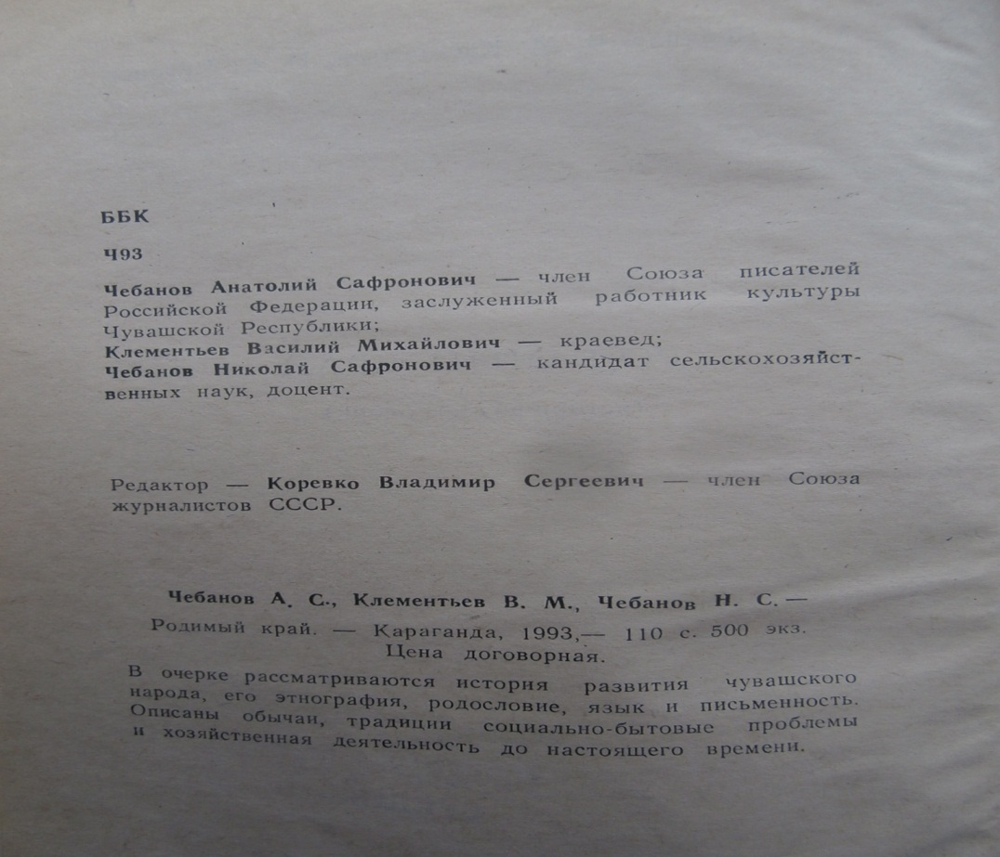 ББК
Ч93
Чебанов Анатолий Сафронович — член Союза писателей
Российской Федерации, заслуженный работник культуры
Чувашской Республики;
Клементьев Василий Михайлович — краевед;
Чебанов Николай Сафронович — кандидат сельскохозяйст-
венных наук, доцент.
Редактор — Коревко Владимир Сергеевич — член Союза
журналистов СССР.
Чебанов А. С., Клементьев В. М., Чебанов Н. С. —
Родимый край. — Караганда, 1993,— 110 с. 500 экз.
Цена договорная.
В очерке рассматриваются история развития чувашского
народа, его этнография, родословие, язык и письменность.
Описаны обычаи, традиции социально-бытовые проблемы
и хозяйственная деятельность до настоящего времени.